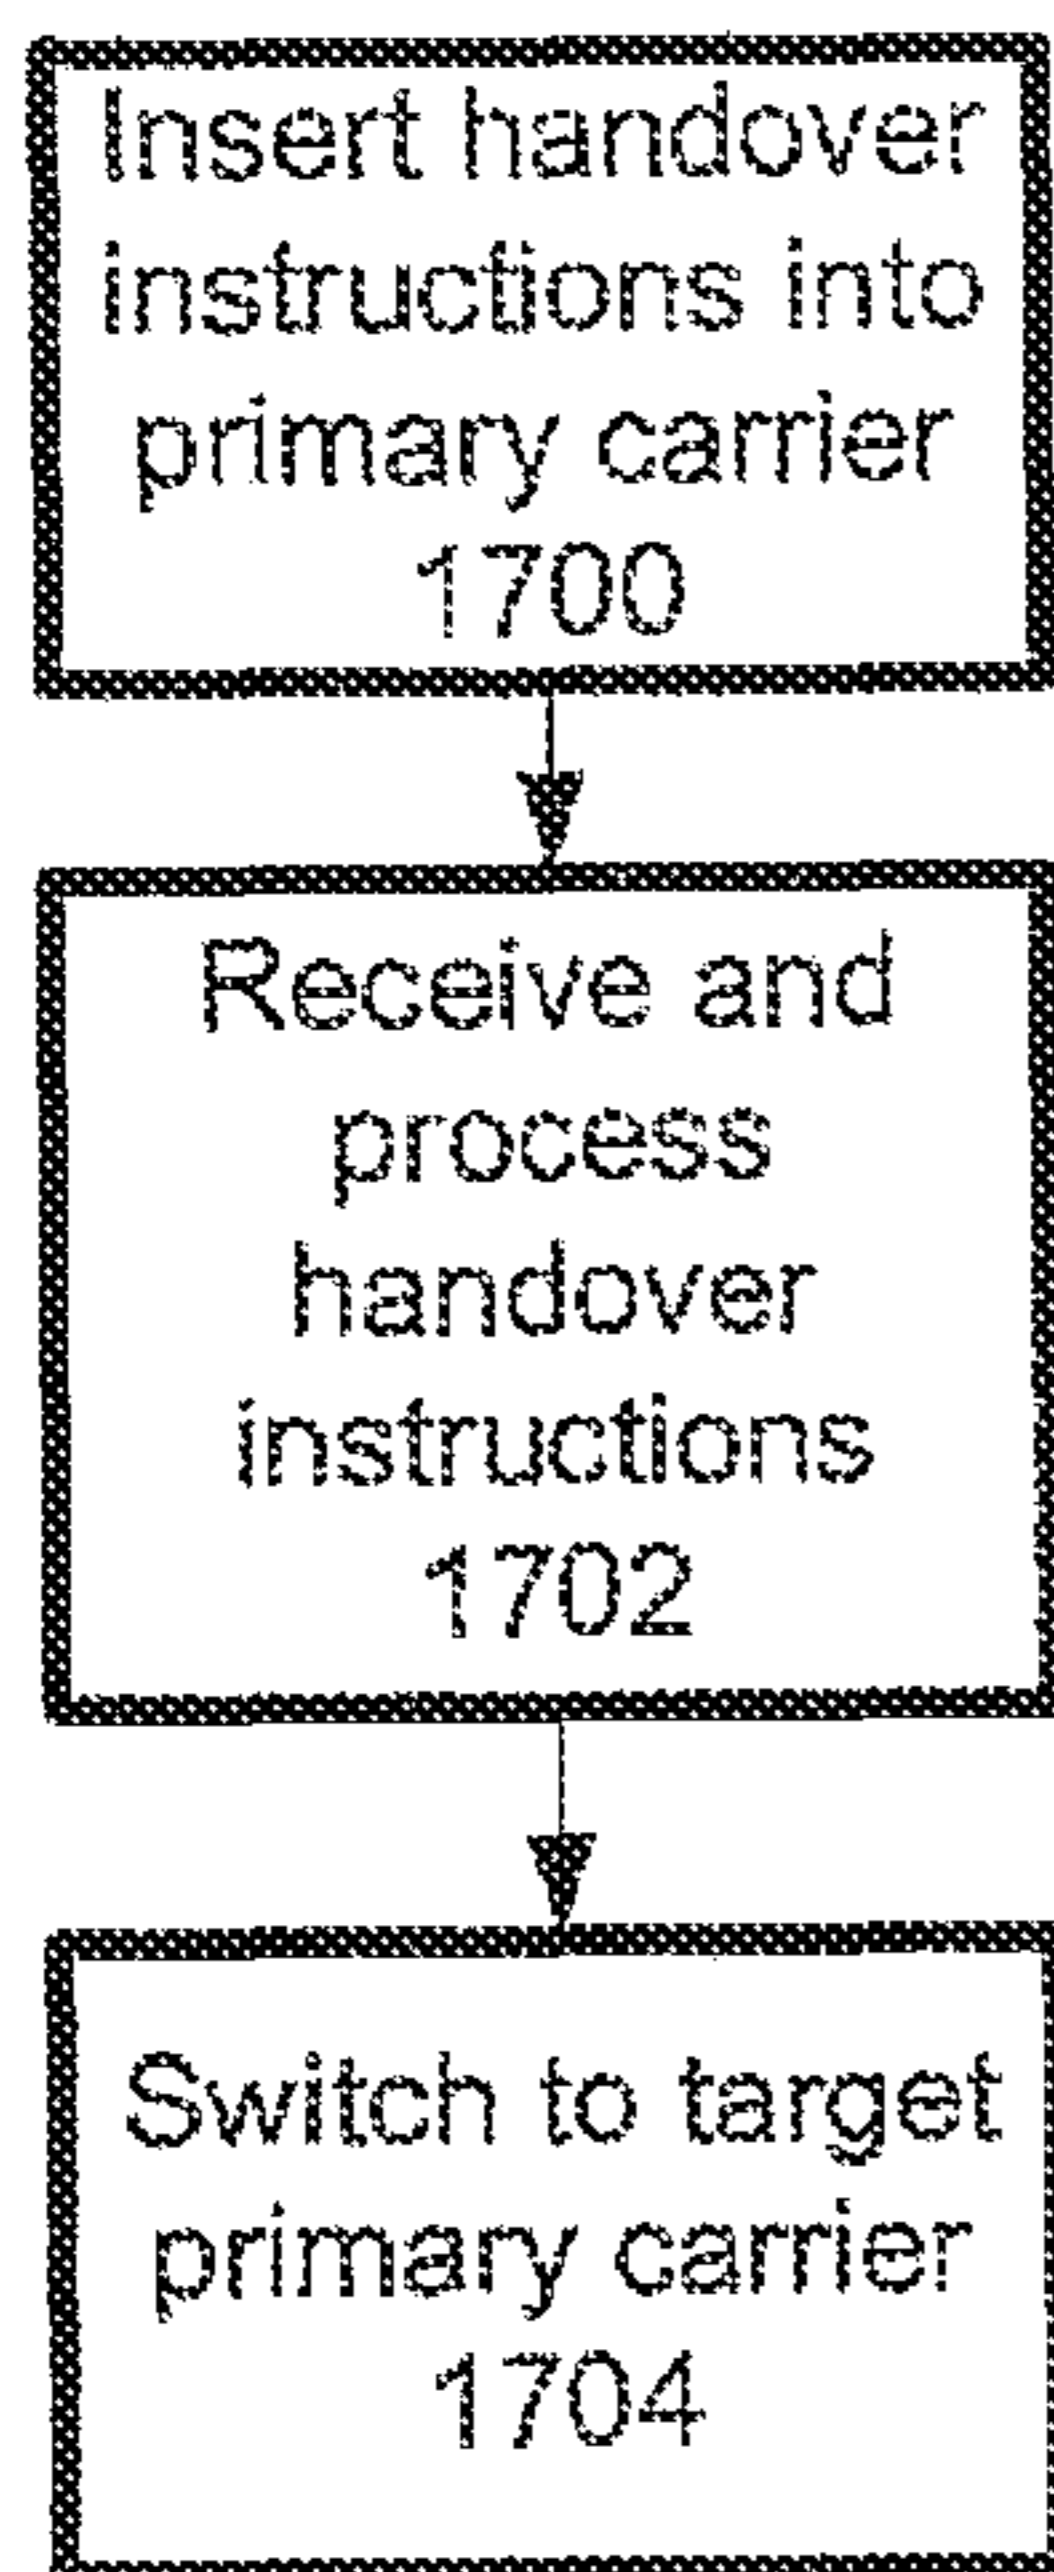 Insert handover
instructions into
primary carrier
1700
Receive and
process
handover
instructions
1702
Switch to target
primary carrier
1704